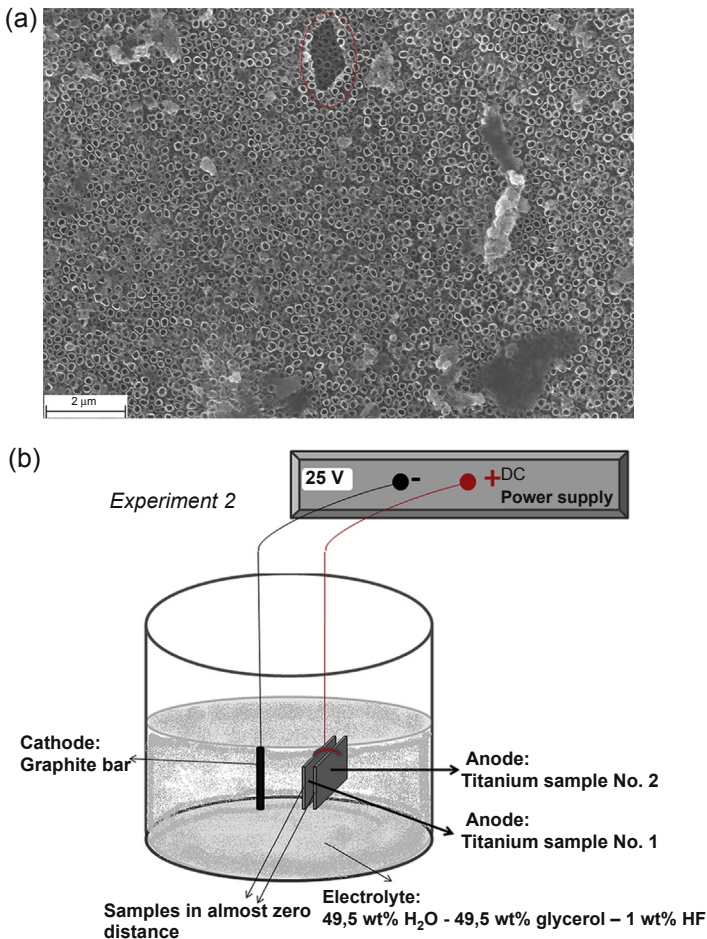 (a)
2 μm
(b)
Experiment 2
25 V
- + DC
Power supply
Cathode:
Graphite bar
Anode:
Titanium sample No. 2
Anode:
Titanium sample No. 1
Samples in almost zero
distance
Electrolyte:
49,5 wt% H₂O - 49,5 wt% glycerol – 1 wt% HF